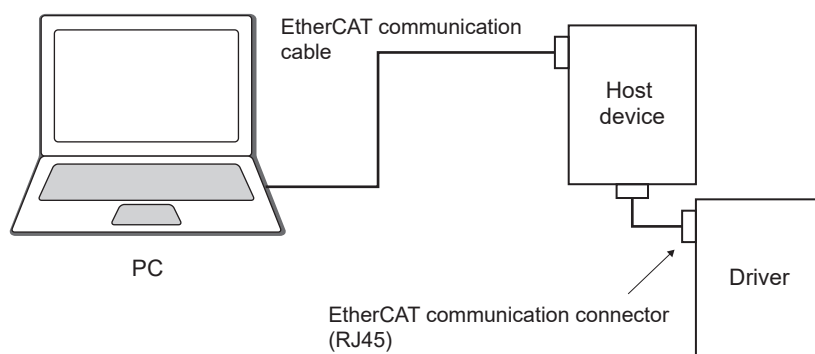 EtherCAT communication
cable
Host
device
PC
Driver
EtherCAT communication connector
(RJ45)